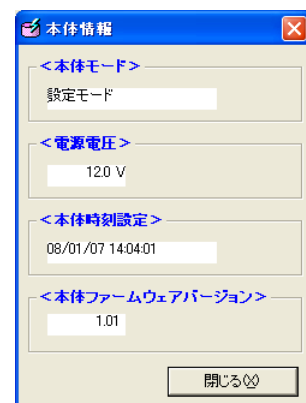 本体情報
＜本体モード＞
設定モード
＜電源電圧＞
12.0 V
＜本体時刻設定＞
08/01/07 14:04:01
＜本体ファームウェアバージョン＞
1.01
閉じる(X)